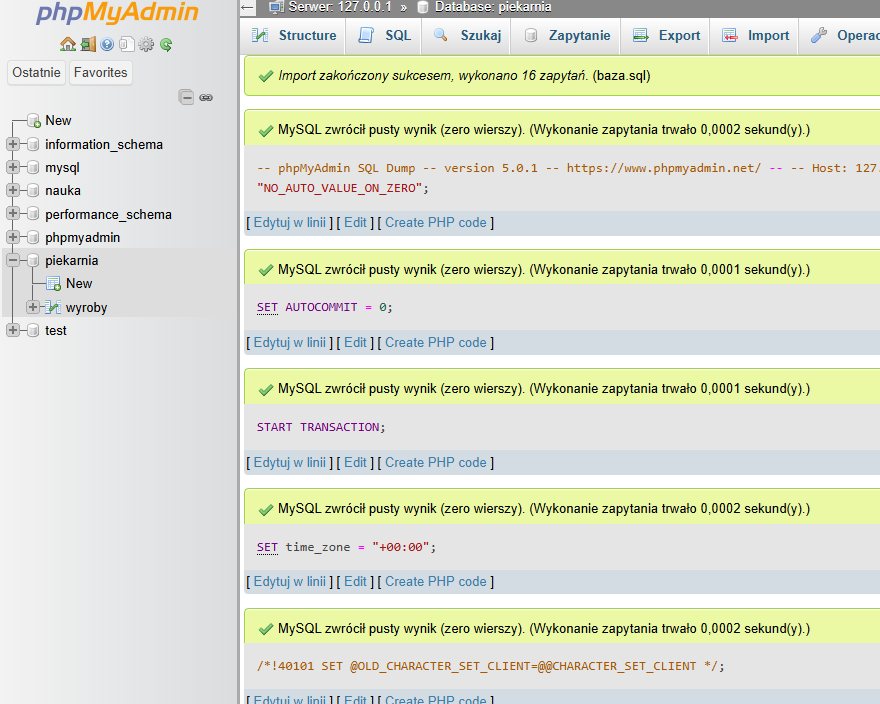 phpMyAdmin
Ostatnie Favorites
New
information_schema
mysql
nauka
performance_schema
phpmyadmin
piekarnia
New
wyroby
test
Serwer: 127.0.0.1 » Database: piekarnia
Structure SQL Szukaj Zapytanie Export Import Operac
Import zakończony sukcesem, wykonano 16 zapytań. (baza.sql)
MySQL zwrócił pusty wynik (zero wierszy). (Wykonanie zapytania trwało 0,0002 sekund(y).)
-- phpMyAdmin SQL Dump -- version 5.0.1 -- https://www.phpmyadmin.net/ -- -- Host: 127.
"NO_AUTO_VALUE_ON_ZERO";
[ Edytuj w linii ] [ Edit ] [ Create PHP code ]
MySQL zwrócił pusty wynik (zero wierszy). (Wykonanie zapytania trwało 0,0001 sekund(y).)
SET AUTOCOMMIT = 0;
[ Edytuj w linii ] [ Edit ] [ Create PHP code ]
MySQL zwrócił pusty wynik (zero wierszy). (Wykonanie zapytania trwało 0,0001 sekund(y).)
START TRANSACTION;
[ Edytuj w linii ] [ Edit ] [ Create PHP code ]
MySQL zwrócił pusty wynik (zero wierszy). (Wykonanie zapytania trwało 0,0002 sekund(y).)
SET time_zone = "+00:00";
[ Edytuj w linii ] [ Edit ] [ Create PHP code ]
MySQL zwrócił pusty wynik (zero wierszy). (Wykonanie zapytania trwało 0,0002 sekund(y).)
/*!40101 SET @OLD_CHARACTER_SET_CLIENT=@@CHARACTER_SET_CLIENT */;
[ Edytuj w linii ] [ Edit ] [ Create PHP code ]